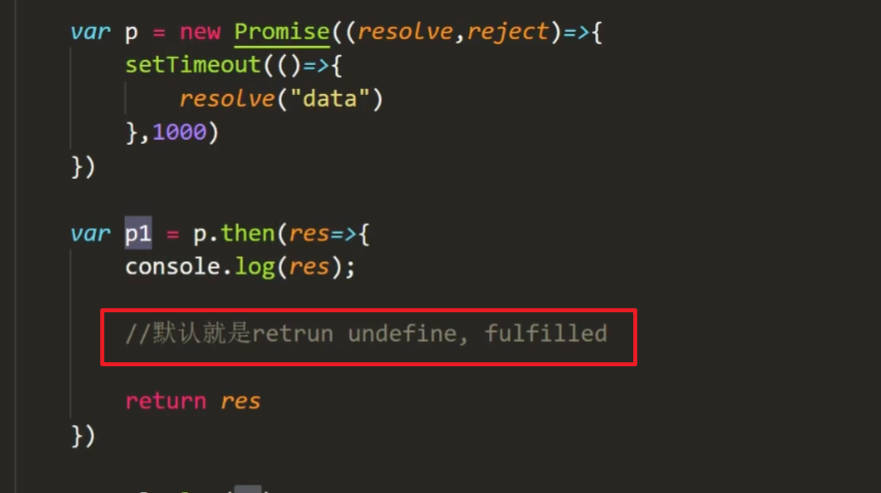 var p = new Promise((resolve,reject)=>{
setTimeout(()=>{
resolve("data")
},1000)
})
var p1 = p.then(res=>{
console.log(res);
//默认就是retrun undefine, fulfilled
return res
})